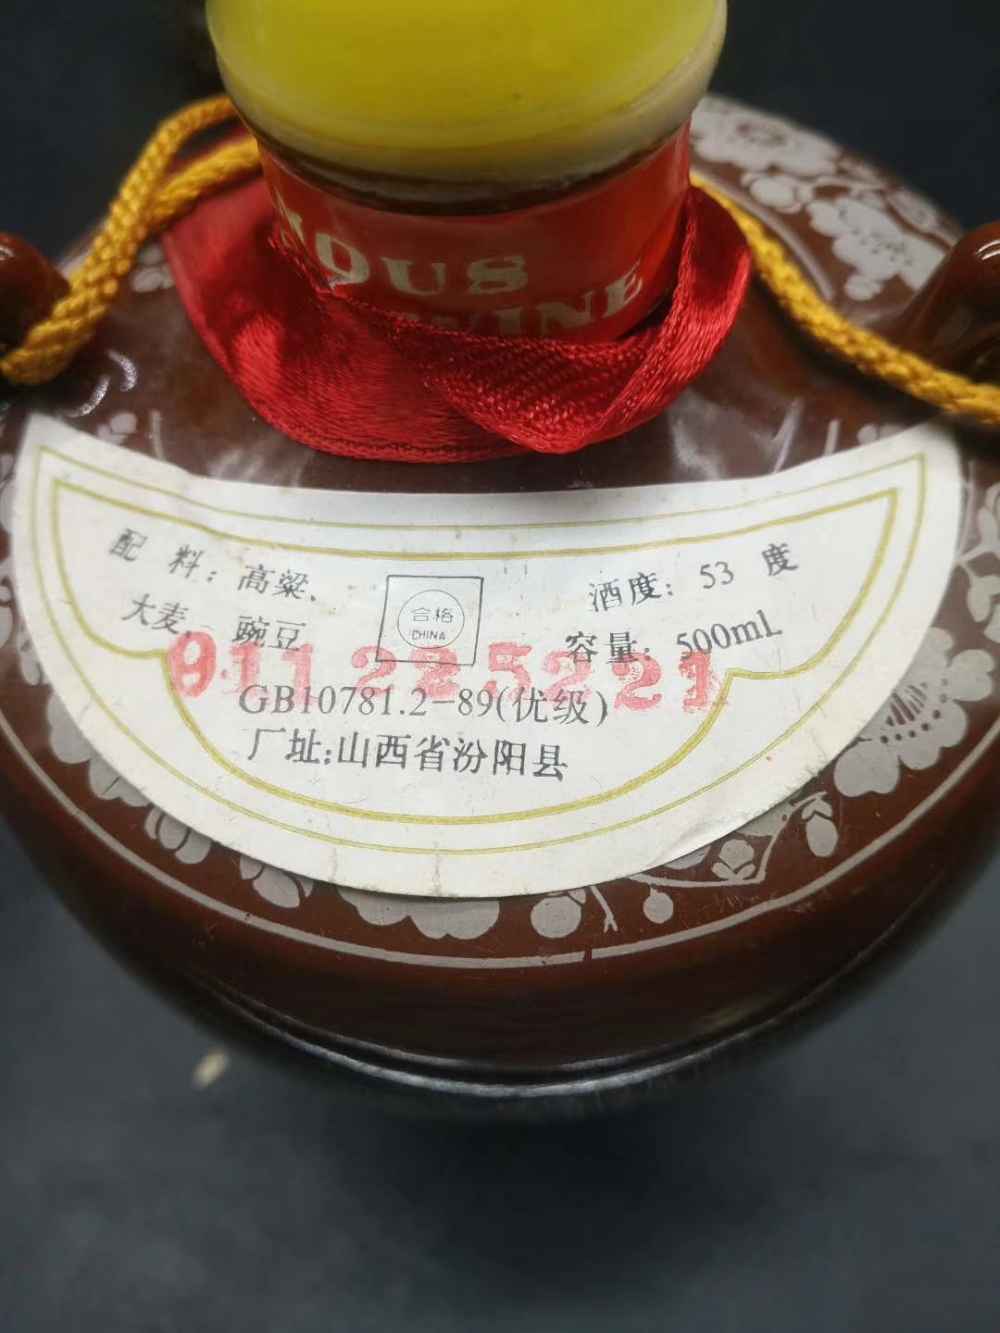 OUS
WINE
配 料：高粱、
大麦、豌豆
合格
CHINA
酒度：53 度
容量：500mL
911225221
GB10781.2-89(优级)
厂址:山西省汾阳县